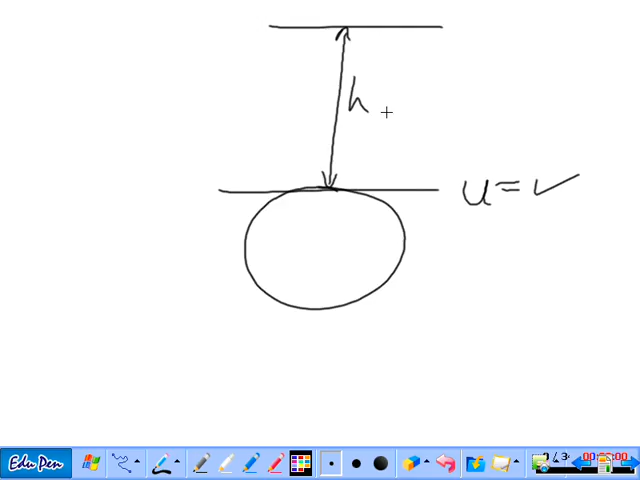 h
u = ✓
Edu Pen